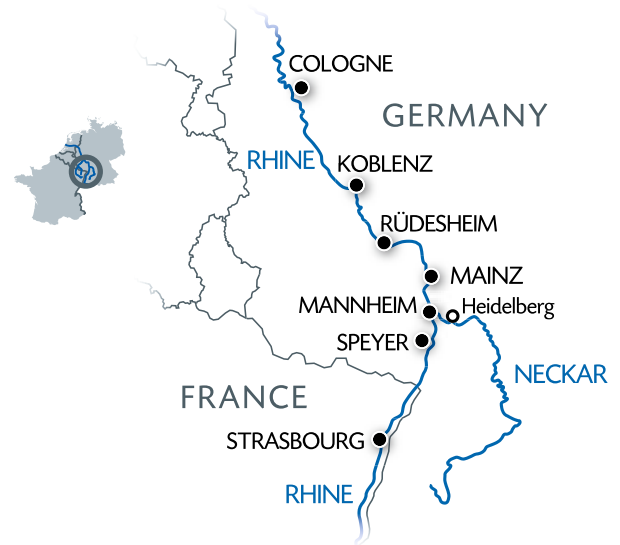 COLOGNE
GERMANY
RHINE
KOBLENZ
RÜDESHEIM
MAINZ
MANNHEIM
Heidelberg
SPEYER
NECKAR
FRANCE
STRASBOURG
RHINE